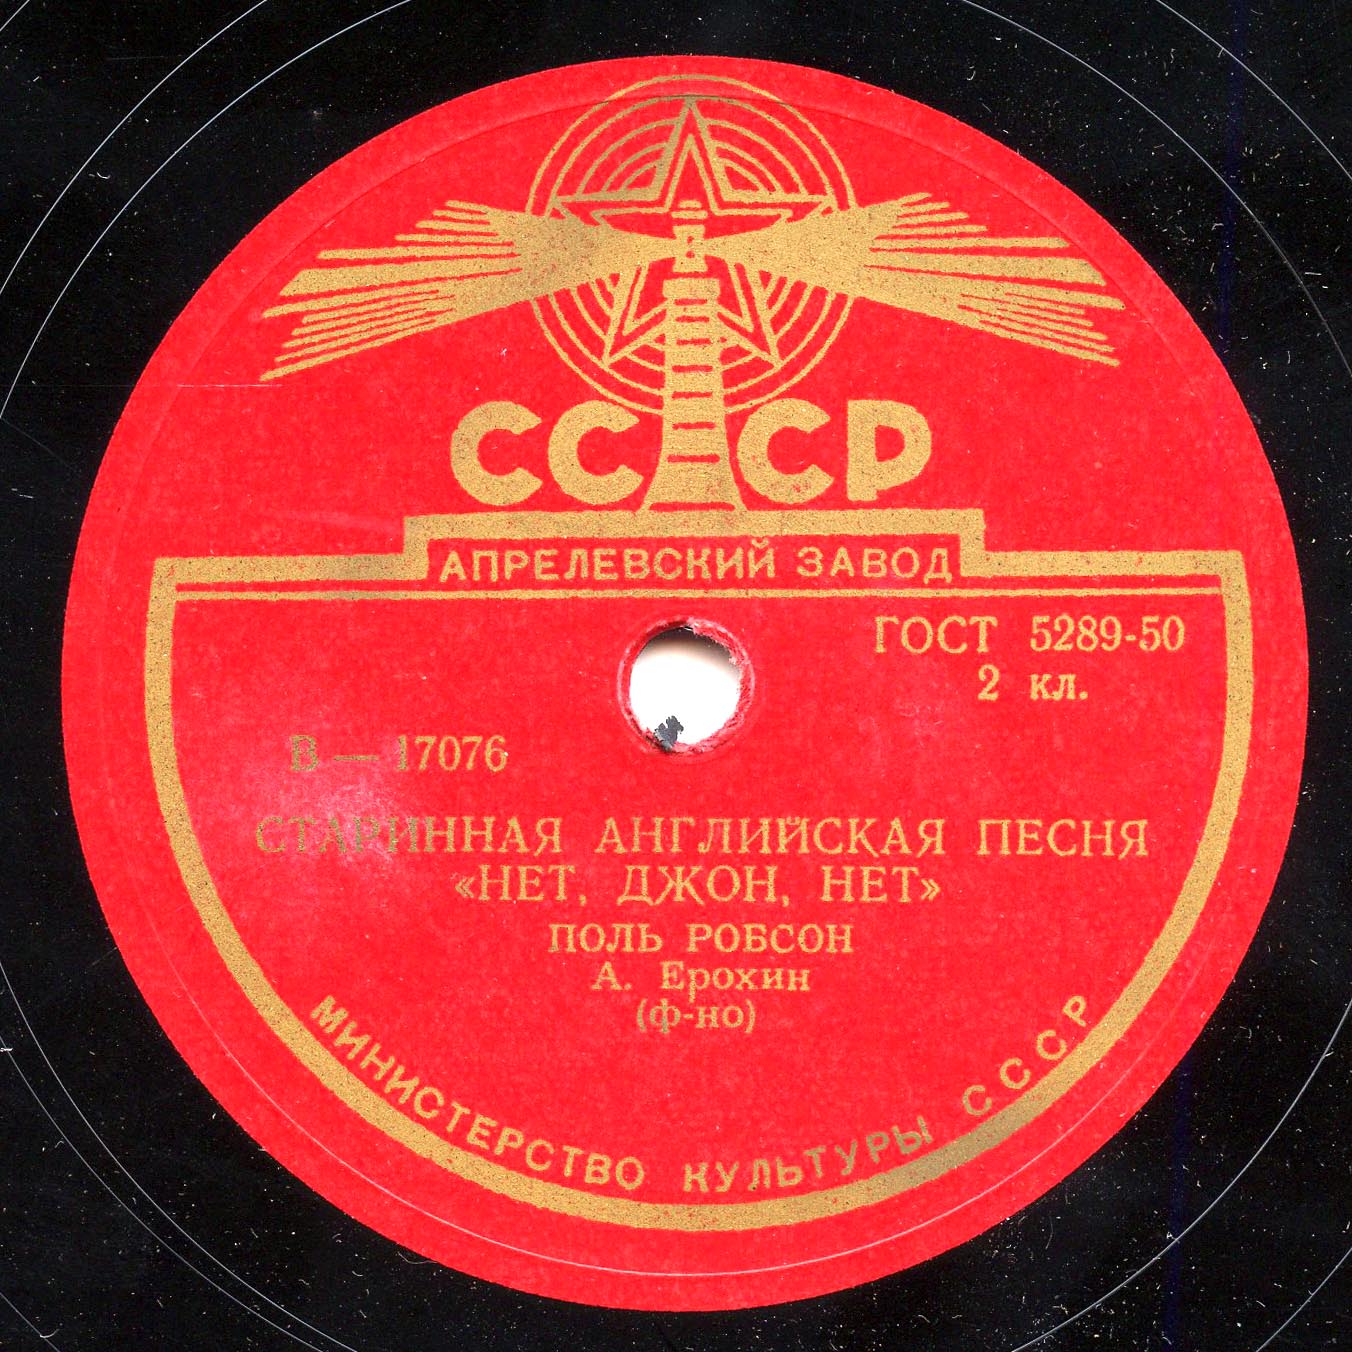 СССР
АПРЕЛЕВСКИЙ ЗАВОД
ГОСТ 5289-50
2 кл.
В — 17076
СТАРИННАЯ АНГЛИЙСКАЯ ПЕСНЯ
«НЕТ, ДЖОН, НЕТ»
ПОЛЬ РОБСОН
А. Ерохин
(ф-но)
МИНИСТЕРСТВО КУЛЬТУРЫ СССР